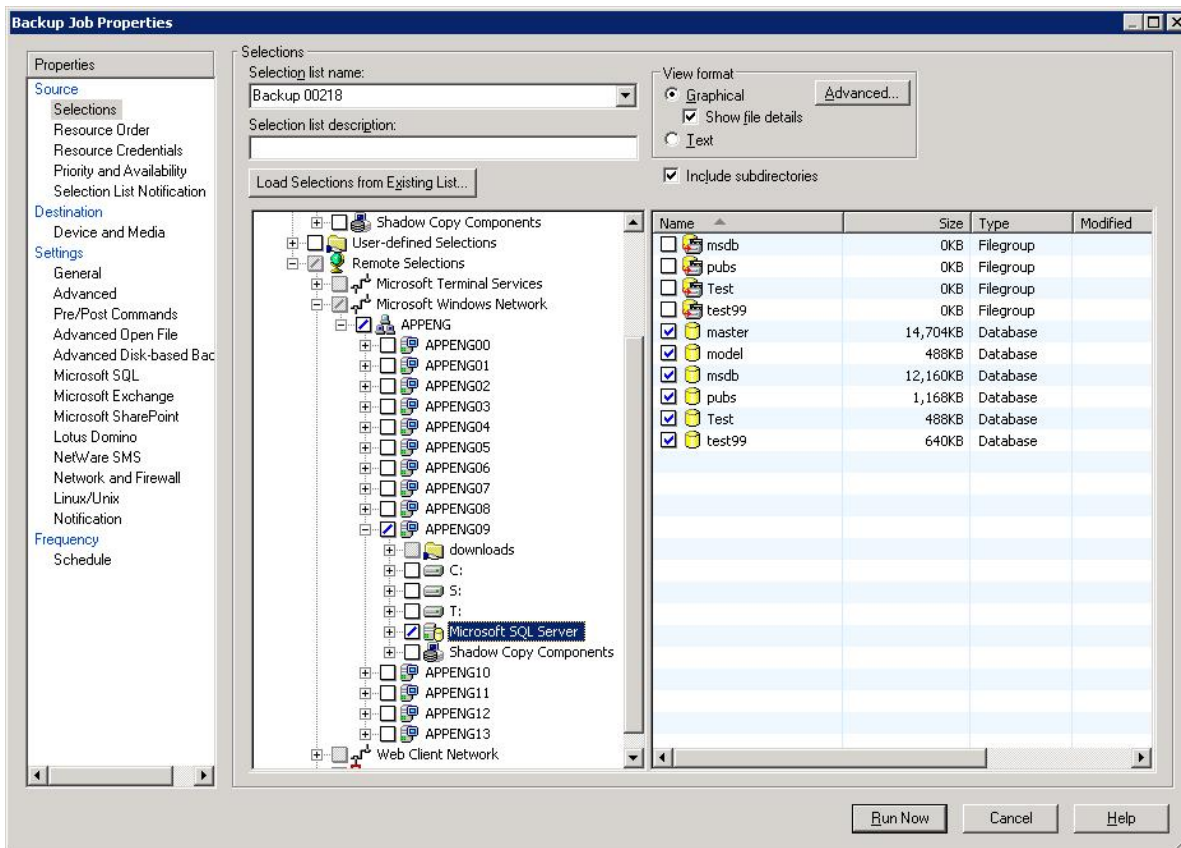 Backup Job Properties
Properties
Source
Selections
Resource Order
Resource Credentials
Priority and Availability
Selection List Notification
Destination
Device and Media
Settings
General
Advanced
Pre/Post Commands
Advanced Open File
Advanced Disk-based Bac
Microsoft SQL
Microsoft Exchange
Microsoft SharePoint
Lotus Domino
NetWare SMS
Network and Firewall
Linux/Unix
Notification
Frequency
Schedule
Selections
Selection list name:
Backup 00218
Selection list description:
Load Selections from Existing List...
View format
Graphical
Advanced...
Show file details
Text
Include subdirectories
Shadow Copy Components
User-defined Selections
Remote Selections
Microsoft Terminal Services
Microsoft Windows Network
APPENG
APPENG00
APPENG01
APPENG02
APPENG03
APPENG04
APPENG05
APPENG06
APPENG07
APPENG08
APPENG09
downloads
C:
S:
T:
Microsoft SQL Server
Shadow Copy Components
APPENG10
APPENG11
APPENG12
APPENG13
Web Client Network
Name Size Type Modified
msdb 0KB Filegroup
pubs 0KB Filegroup
Test 0KB Filegroup
test99 0KB Filegroup
master 14,704KB Database
model 488KB Database
msdb 12,160KB Database
pubs 1,168KB Database
Test 488KB Database
test99 640KB Database
Run Now Cancel Help